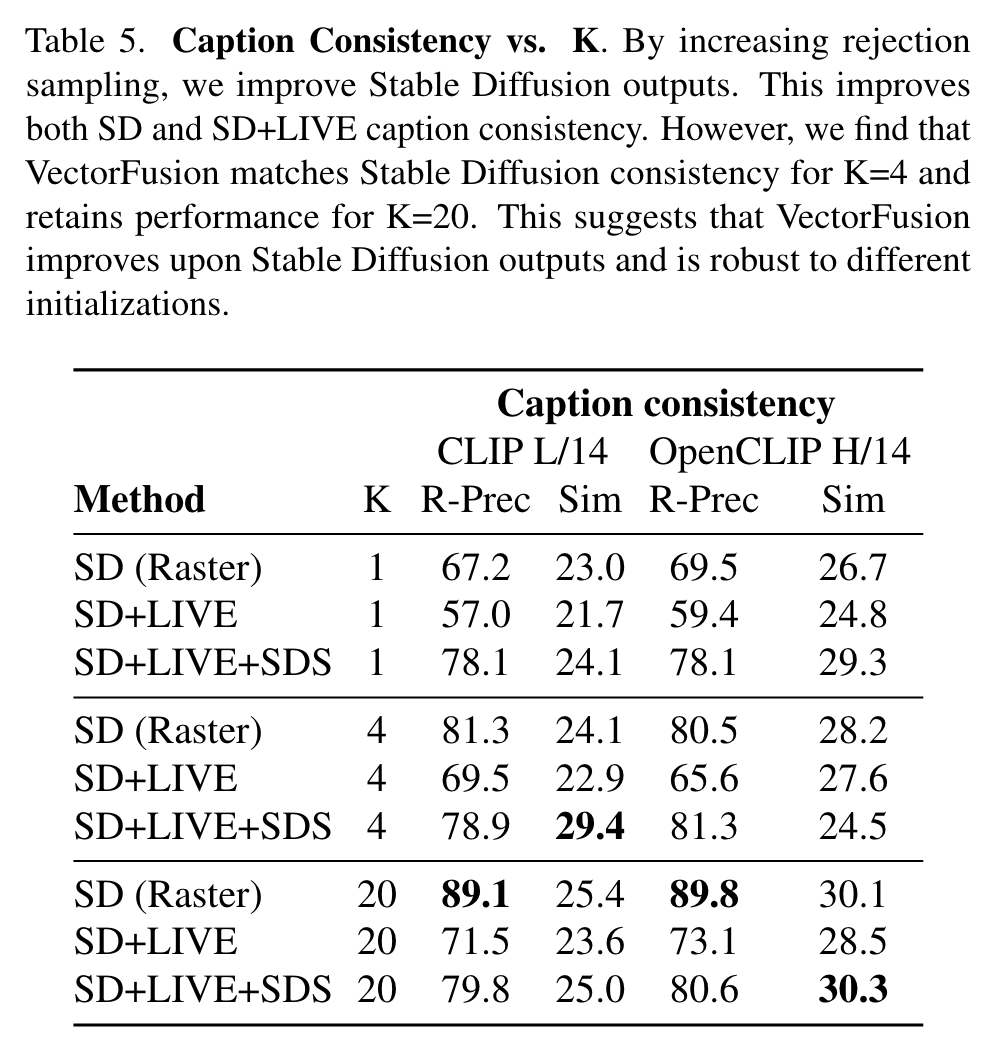 Table 5. Caption Consistency vs. K. By increasing rejection
sampling, we improve Stable Diffusion outputs. This improves
both SD and SD+LIVE caption consistency. However, we find that
VectorFusion matches Stable Diffusion consistency for K=4 and
retains performance for K=20. This suggests that VectorFusion
improves upon Stable Diffusion outputs and is robust to different
initializations.
Caption consistency
CLIP L/14 OpenCLIP H/14
Method K R-Prec Sim R-Prec Sim
SD (Raster) 1 67.2 23.0 69.5 26.7
SD+LIVE 1 57.0 21.7 59.4 24.8
SD+LIVE+SDS 1 78.1 24.1 78.1 29.3
SD (Raster) 4 81.3 24.1 80.5 28.2
SD+LIVE 4 69.5 22.9 65.6 27.6
SD+LIVE+SDS 4 78.9 29.4 81.3 24.5
SD (Raster) 20 89.1 25.4 89.8 30.1
SD+LIVE 20 71.5 23.6 73.1 28.5
SD+LIVE+SDS 20 79.8 25.0 80.6 30.3